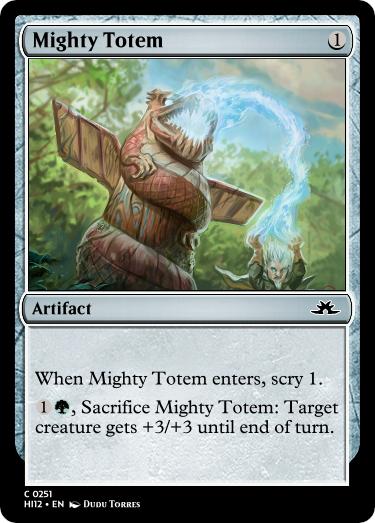 Mighty Totem 1
Artifact
When Mighty Totem enters, scry 1.
1 , Sacrifice Mighty Totem: Target
creature gets +3/+3 until end of turn.
C 0251
HI12 • EN Dudu Torres